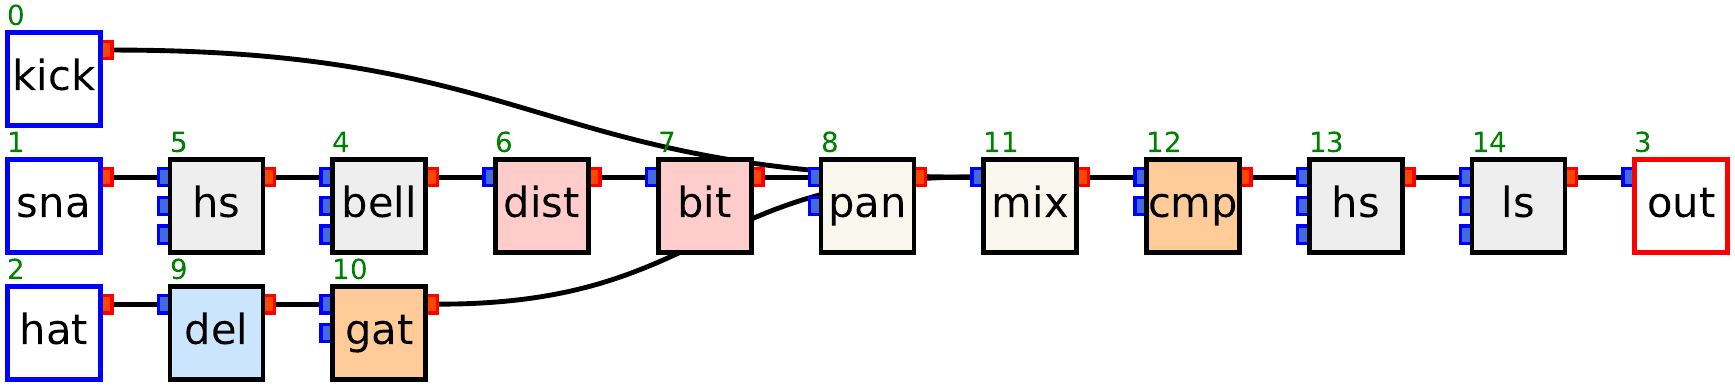 0
kick
1 5 4 6 7 8 11 12 13 14 3
sna hs bell dist bit pan mix cmp hs ls out
2 9 10
hat del gat